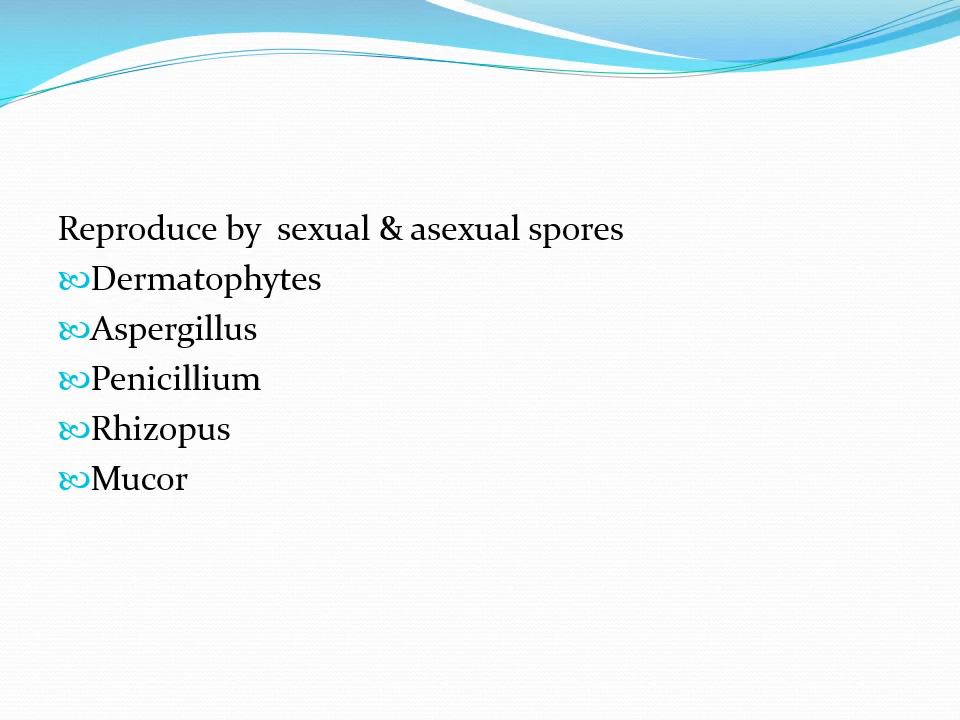 Reproduce by  sexual & asexual spores
Dermatophytes
Aspergillus
Penicillium
Rhizopus
Mucor